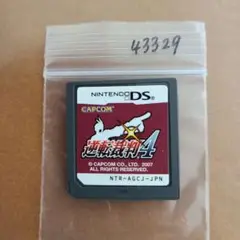 43329
NINTENDO DS
CAPCOM
逆転裁判4
© CAPCOM CO., LTD. 2007
ALL RIGHTS RESERVED.
NTR-AGCJ-JPN